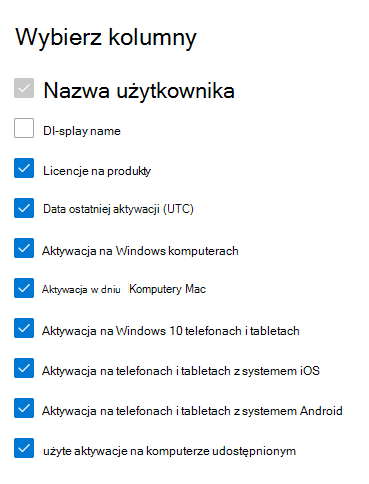 Wybierz kolumny
Nazwa użytkownika
DI-splay name
Licencje na produkty
Data ostatniej aktywacji (UTC)
Aktywacja na Windows komputerach
Aktywacja w dniu Komputery Mac
Aktywacja na Windows 10 telefonach i tabletach
Aktywacja na telefonach i tabletach z systemem iOS
Aktywacja na telefonach i tabletach z systemem Android
użyte aktywacje na komputerze udostępnionym